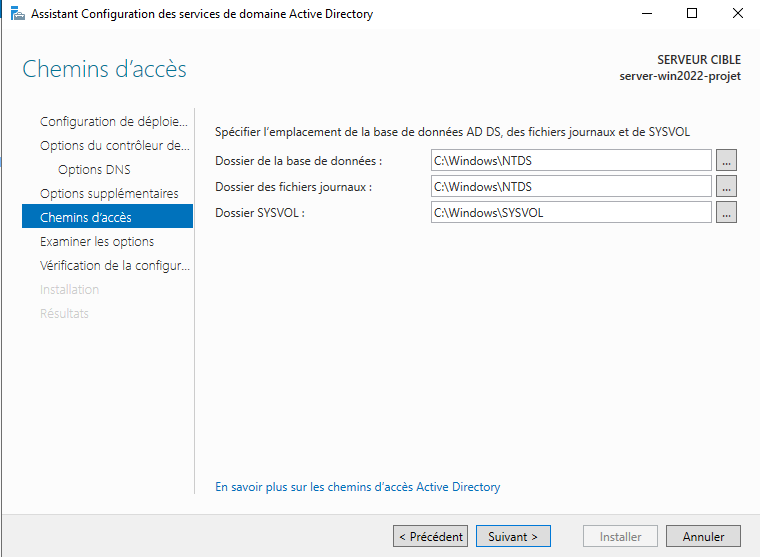 Assistant Configuration des services de domaine Active Directory
Chemins d'accès
SERVEUR CIBLE
server-win2022-projet
Configuration de déploie...
Options du contrôleur de...
Options DNS
Options supplémentaires
Chemins d'accès
Examiner les options
Vérification de la configur...
Installation
Résultats
Spécifier l'emplacement de la base de données AD DS, des fichiers journaux et de SYSVOL
Dossier de la base de données : C:\Windows\NTDS ...
Dossier des fichiers journaux : C:\Windows\NTDS ...
Dossier SYSVOL : C:\Windows\SYSVOL ...
En savoir plus sur les chemins d'accès Active Directory
< Précédent Suivant > Installer Annuler